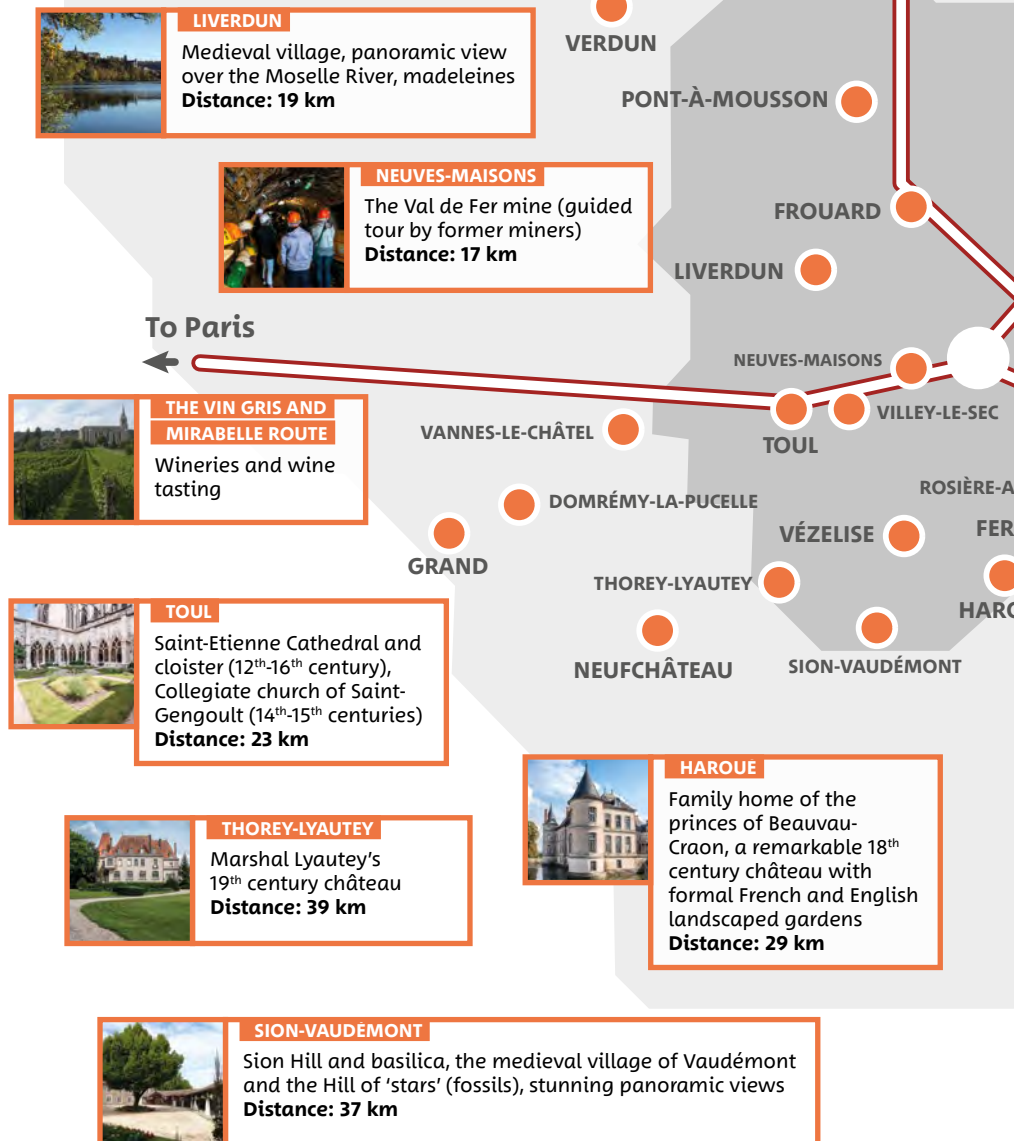 LIVERDUN
Medieval village, panoramic view
over the Moselle River, madeleines
Distance: 19 km
VERDUN
PONT-À-MOUSSON
NEUVES-MAISONS
The Val de Fer mine (guided
tour by former miners)
Distance: 17 km
FROUARD
LIVERDUN
To Paris
NEUVES-MAISONS
THE VIN GRIS AND
MIRABELLE ROUTE
Wineries and wine
tasting
VANNES-LE-CHÂTEL
TOUL
VILLEY-LE-SEC
DOMRÉMY-LA-PUCELLE
ROSIÈRE-A
GRAND
VÉZELISE
FER
THOREY-LYAUTEY
HARO
NEUFCHÂTEAU
SION-VAUDÉMONT
TOUL
Saint-Etienne Cathedral and
cloister (12th-16th century),
Collegiate church of Saint-
Gengoult (14th-15th centuries)
Distance: 23 km
HAROUÉ
Family home of the
princes of Beauvau-
Craon, a remarkable 18th
century château with
formal French and English
landscaped gardens
Distance: 29 km
THOREY-LYAUTEY
Marshal Lyautey's
19th century château
Distance: 39 km
SION-VAUDÉMONT
Sion Hill and basilica, the medieval village of Vaudémont
and the Hill of 'stars' (fossils), stunning panoramic views
Distance: 37 km